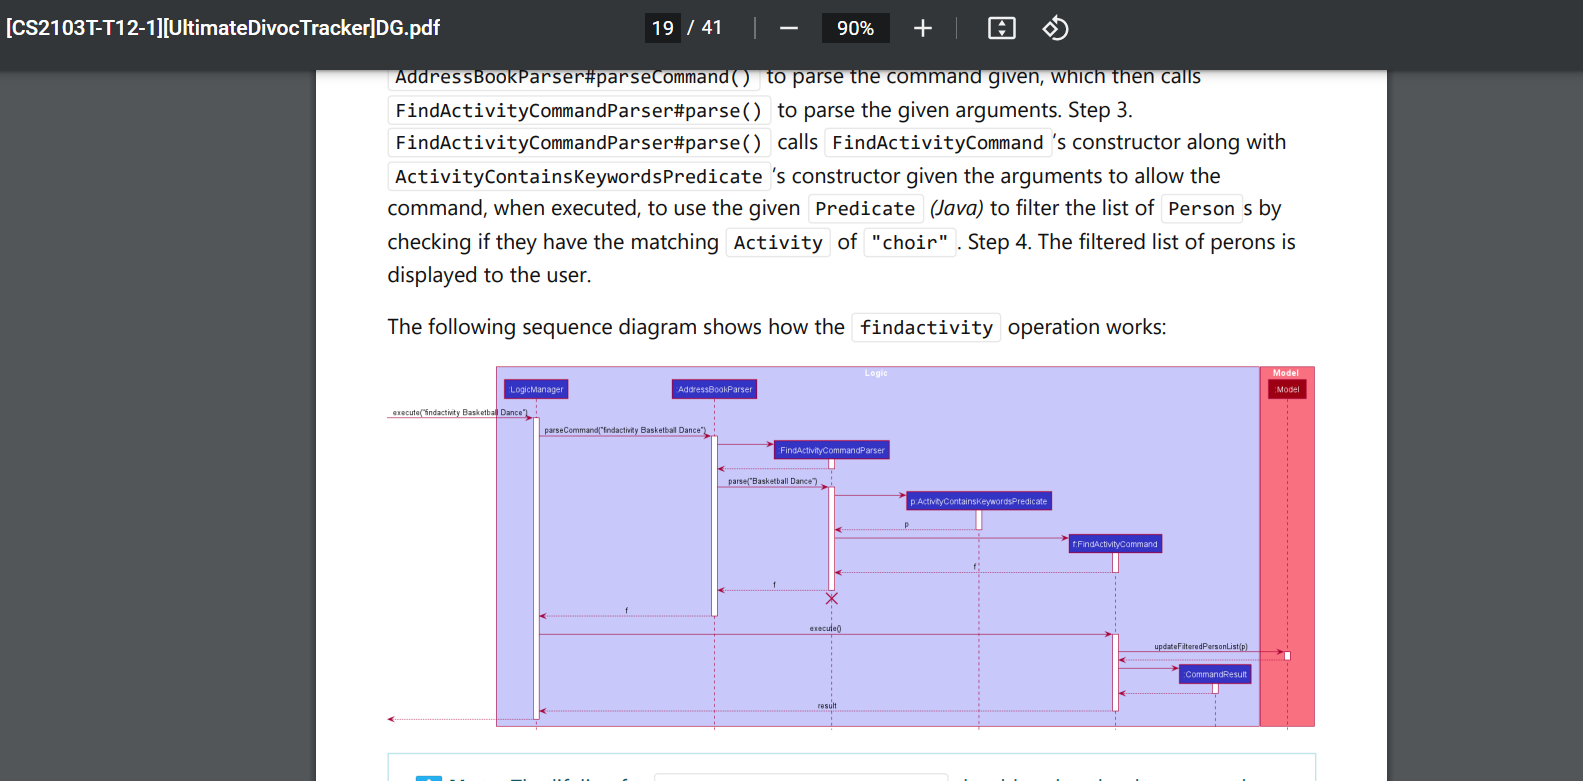 [CS2103T-T12-1][UltimateDivocTracker]DG.pdf
19 / 41
90%
AddressBookParser#parseCommand() to parse the command given, which then calls
FindActivityCommandParser#parse() to parse the given arguments. Step 3.
FindActivityCommandParser#parse() calls FindActivityCommand 's constructor along with
ActivityContainsKeywordsPredicate 's constructor given the arguments to allow the
command, when executed, to use the given Predicate (Java) to filter the list of Person s by
checking if they have the matching Activity of "choir" . Step 4. The filtered list of perons is
displayed to the user.
The following sequence diagram shows how the findactivity operation works:
Logic
Model
:LogicManager
:AddressBookParser
:Model
execute("findactivity Basketball Dance")
parseCommand("findactivity Basketball Dance")
:FindActivityCommandParser
parse("Basketball Dance")
p:ActivityContainsKeywordsPredicate
p
f:FindActivityCommand
f
f
f
execute()
updateFilteredPersonList(p)
:CommandResult
result